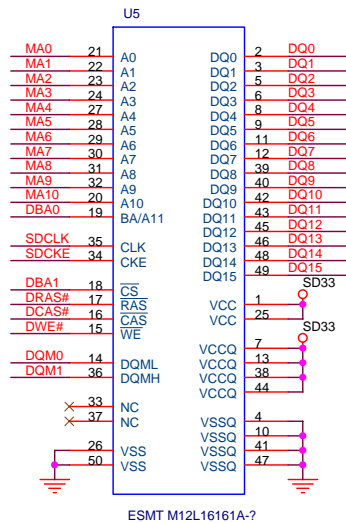 U5
MA0 21 A0 DQ0 2 DQ0
MA1 22 A1 DQ1 3 DQ1
MA2 23 A2 DQ2 5 DQ2
MA3 24 A3 DQ3 6 DQ3
MA4 27 A4 DQ4 8 DQ4
MA5 28 A5 DQ5 9 DQ5
MA6 29 A6 DQ6 11 DQ6
MA7 30 A7 DQ7 12 DQ7
MA8 31 A8 DQ8 39 DQ8
MA9 32 A9 DQ9 40 DQ9
MA10 20 A10 DQ10 42 DQ10
DBA0 19 BA/A11 DQ11 43 DQ11
DQ12 45 DQ12
SDCLK 35 CLK DQ13 46 DQ13
SDCKE 34 CKE DQ14 48 DQ14
DQ15 49 DQ15
DBA1 18 CS SD33
DRAS# 17 RAS VCC 1
DCAS# 16 CAS VCC 25
DWE# 15 WE SD33
VCCQ 7
DQM0 14 DQML VCCQ 13
DQM1 36 DQMH VCCQ 38
VCCQ 44
33 NC
37 NC VSSQ 4
VSSQ 10
26 VSS VSSQ 41
50 VSS VSSQ 47
ESMT M12L16161A-?